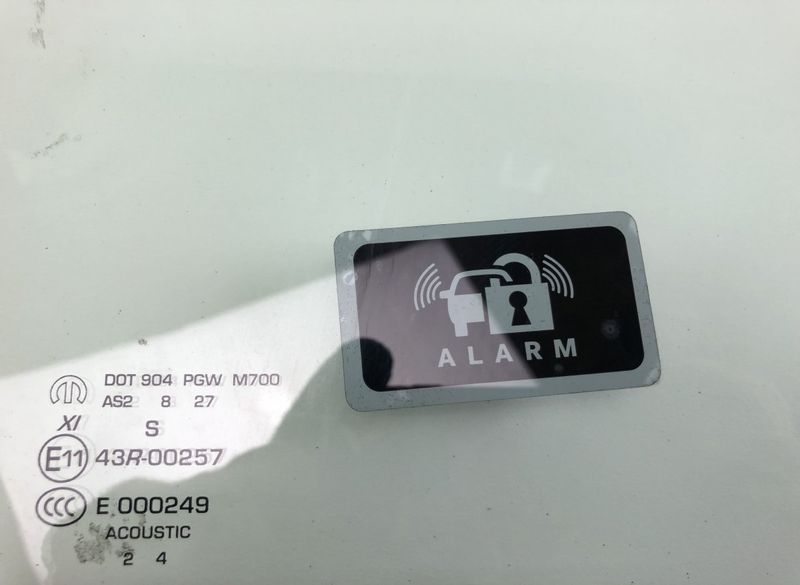 ALARM
DOT 904 PGW M700
AS2 8 27
XI S
E11 43R-00257
CCC E 000249
ACOUSTIC
2 4